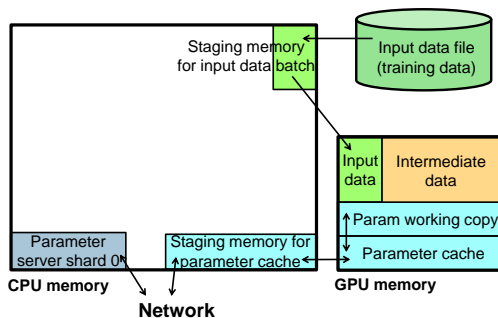 Staging memory
for input data batch
Input data file
(training data)
Input
data
Intermediate
data
Param working copy
Parameter cache
Parameter
server shard 0
Staging memory for
parameter cache
CPU memory
Network
GPU memory